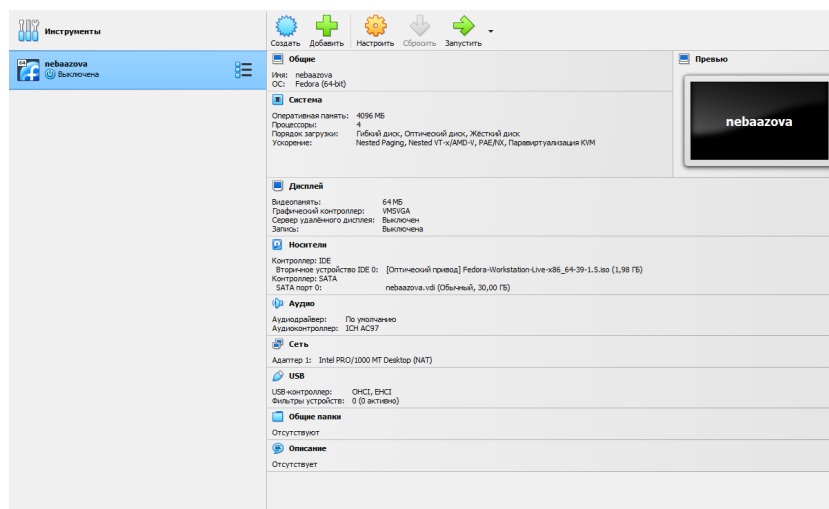 Инструменты
Создать Добавить Настроить Сбросить Запустить
64 nebaazova
Выключена
Общие
Имя: nebaazova
ОС: Fedora (64-bit)
Превью
nebaazova
Система
Оперативная память: 4096 МБ
Процессоры: 4
Порядок загрузки: Гибкий диск, Оптический диск, Жёсткий диск
Ускорение: Nested Paging, Nested VT-x/AMD-V, PAE/NX, Паравиртуализация KVM
Дисплей
Видеопамять: 64 МБ
Графический контроллер: VMSVGA
Сервер удалённого дисплея: Выключен
Запись: Выключена
Носители
Контроллер: IDE
Вторичное устройство IDE 0: [Оптический привод] Fedora-Workstation-Live-x86_64-39-1.5.iso (1,98 ГБ)
Контроллер: SATA
SATA порт 0: nebaazova.vdi (Обычный, 30,00 ГБ)
Аудио
Аудиодрайвер: По умолчанию
Аудиоконтроллер: ICH AC97
Сеть
Адаптер 1: Intel PRO/1000 MT Desktop (NAT)
USB
USB-контроллер: OHCI, EHCI
Фильтры устройств: 0 (0 активно)
Общие папки
Отсутствуют
Описание
Отсутствует